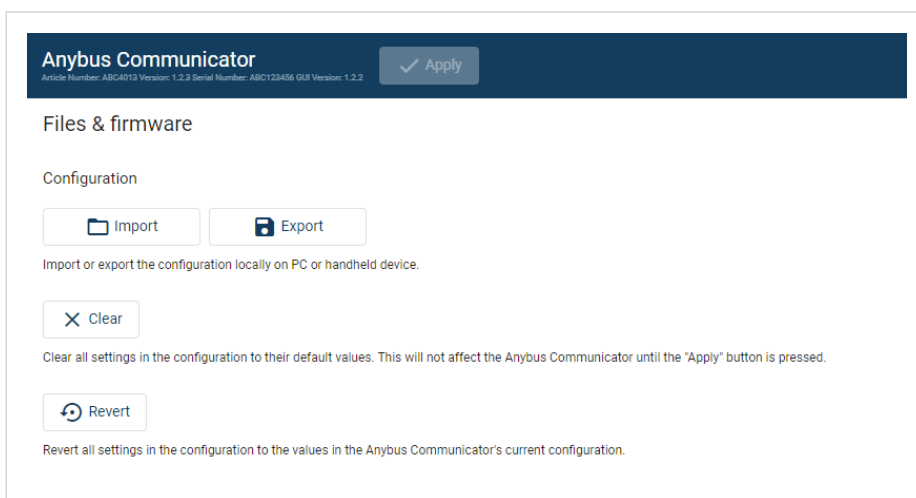 Anybus Communicator
Article Number: ABC4013 Version: 1.2.3 Serial Number: ABC123456 GUI Version: 1.2.2
Apply
Files & firmware
Configuration
Import
Export
Import or export the configuration locally on PC or handheld device.
Clear
Clear all settings in the configuration to their default values. This will not affect the Anybus Communicator until the "Apply" button is pressed.
Revert
Revert all settings in the configuration to the values in the Anybus Communicator's current configuration.